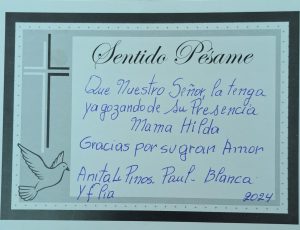 Sentido Pésame
Que Nuestro Señor, la tenga
ya gozando de su Presencia
Mama Hilda
Gracias por su gran Amor
Anita L Pinos. Paul - Blanca
y flia
2024